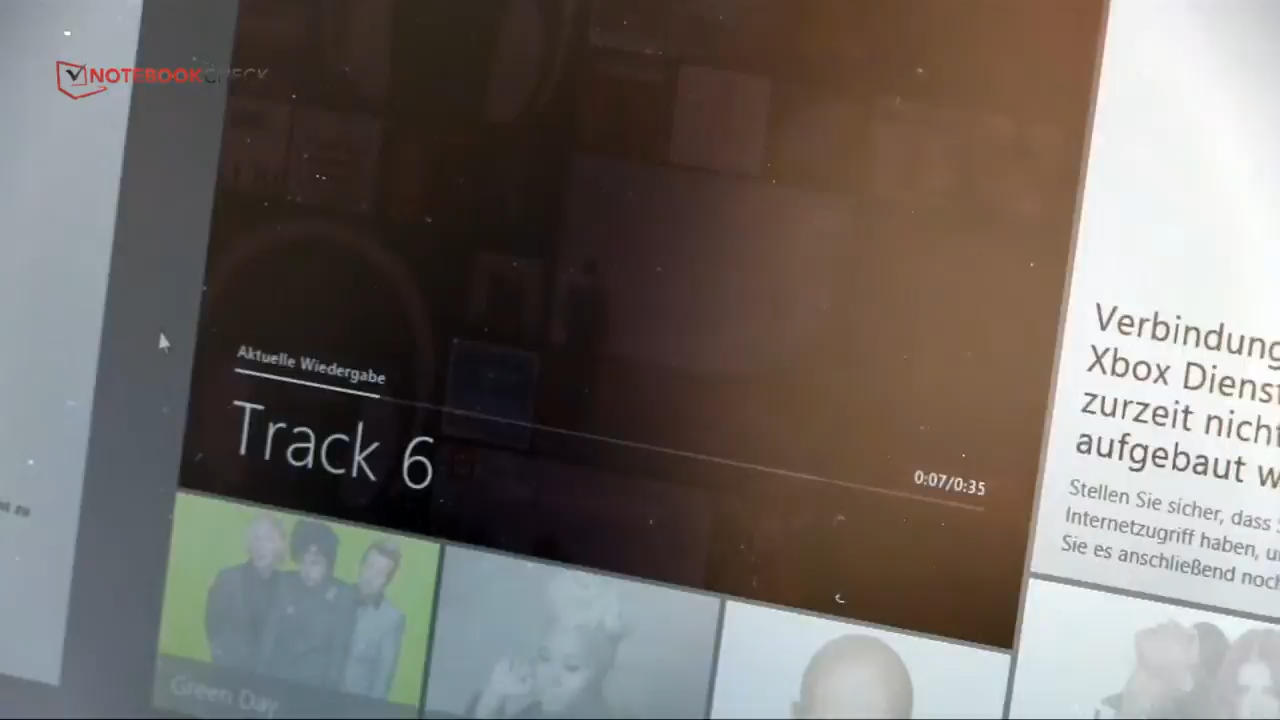 NOTEBOOKCHECK
Aktuelle Wiedergabe
Track 6
0:07/0:35
Verbindung
Xbox Dienst
zurzeit nicht
aufgebaut w
Stellen Sie sicher, dass
Internetzugriff haben, u
Sie es anschließend noch
Green Day